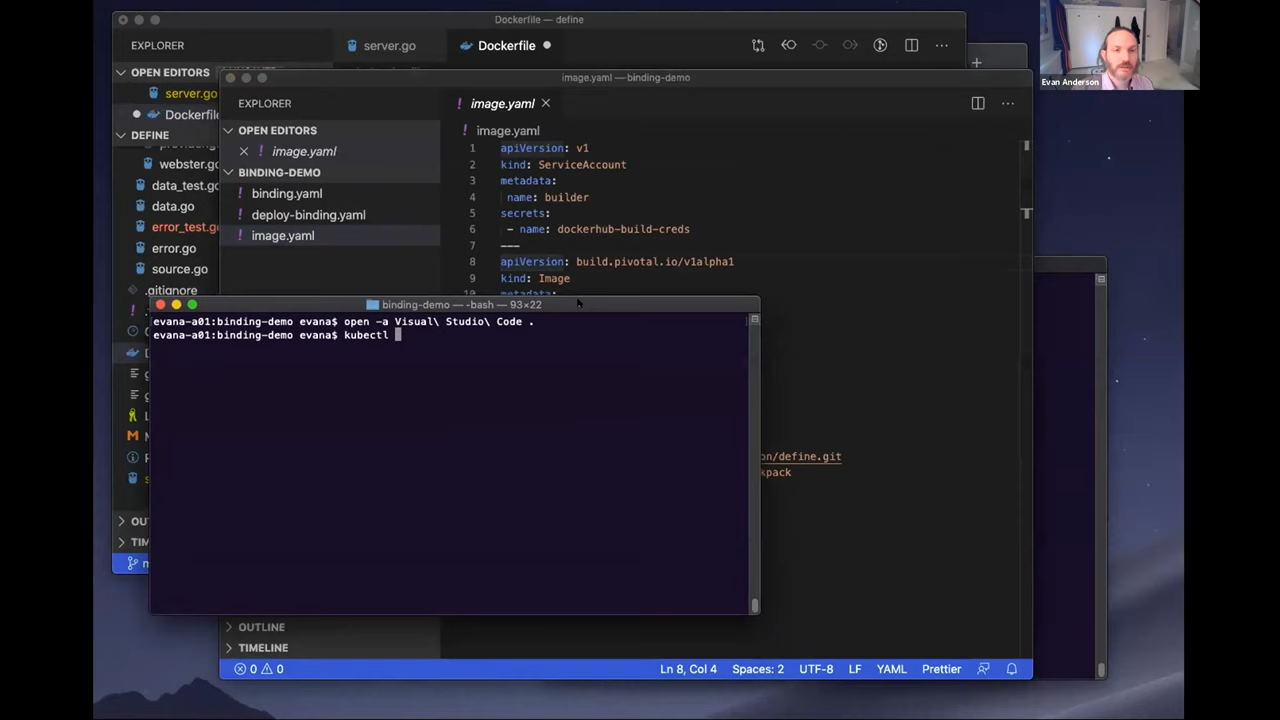 Dockerfile — define
EXPLORER
server.go
Dockerfile
OPEN EDITORS
server.go
Dockerfile
DEFINE
webster.go
data_test.go
data.go
error_test.go
error.go
source.go
.gitignore
image.yaml — binding-demo
EXPLORER
image.yaml
OPEN EDITORS
image.yaml
BINDING-DEMO
binding.yaml
deploy-binding.yaml
image.yaml
image.yaml
1 apiVersion: v1
2 kind: ServiceAccount
3 metadata:
4 name: builder
5 secrets:
6 - name: dockerhub-build-creds
7 ---
8 apiVersion: build.pivotal.io/v1alpha1
9 kind: Image
10 metadata:
on/define.git
kpack
binding-demo — -bash — 93×22
evana-a01:binding-demo evana$ open -a Visual\ Studio\ Code .
evana-a01:binding-demo evana$ kubectl
OUTLINE
TIMELINE
0 0
Ln 8, Col 4 Spaces: 2 UTF-8 LF YAML Prettier
Evan Anderson